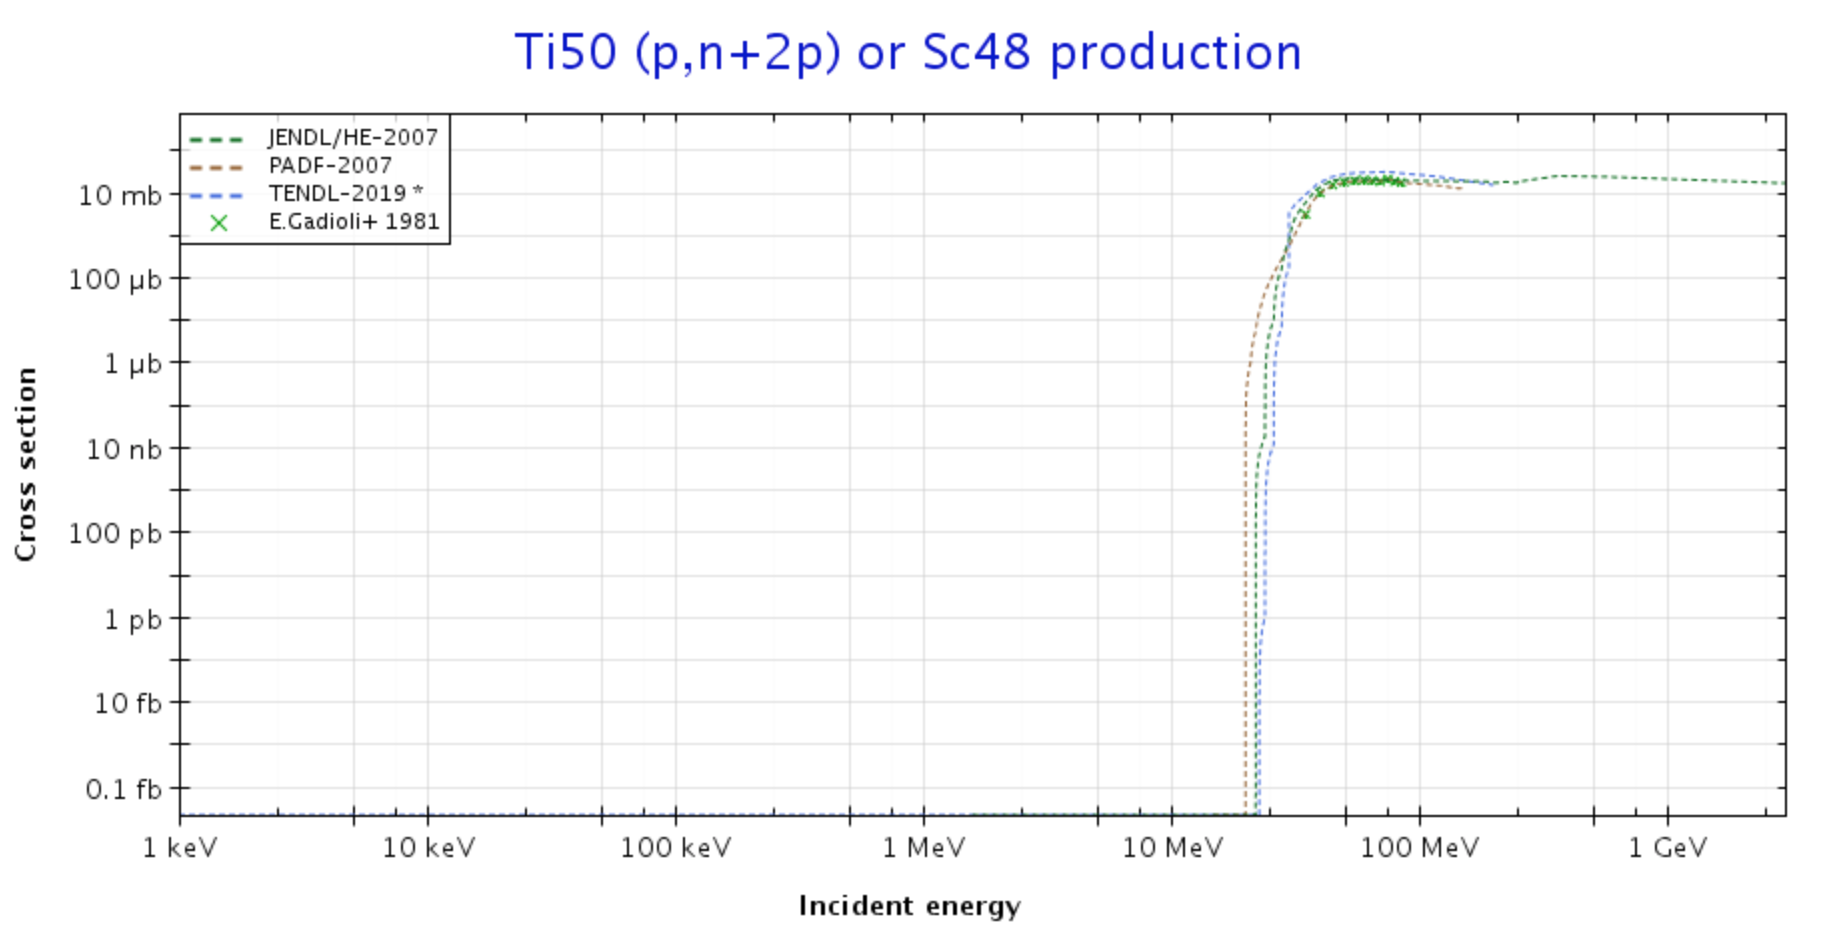 Ti50 (p,n+2p) or Sc48 production
JENDL/HE-2007
PADF-2007
TENDL-2019 *
E.Gadioli+ 1981
10 mb
100 µb
1 µb
10 nb
100 pb
1 pb
10 fb
0.1 fb
Cross section
1 keV 10 keV 100 keV 1 MeV 10 MeV 100 MeV 1 GeV
Incident energy